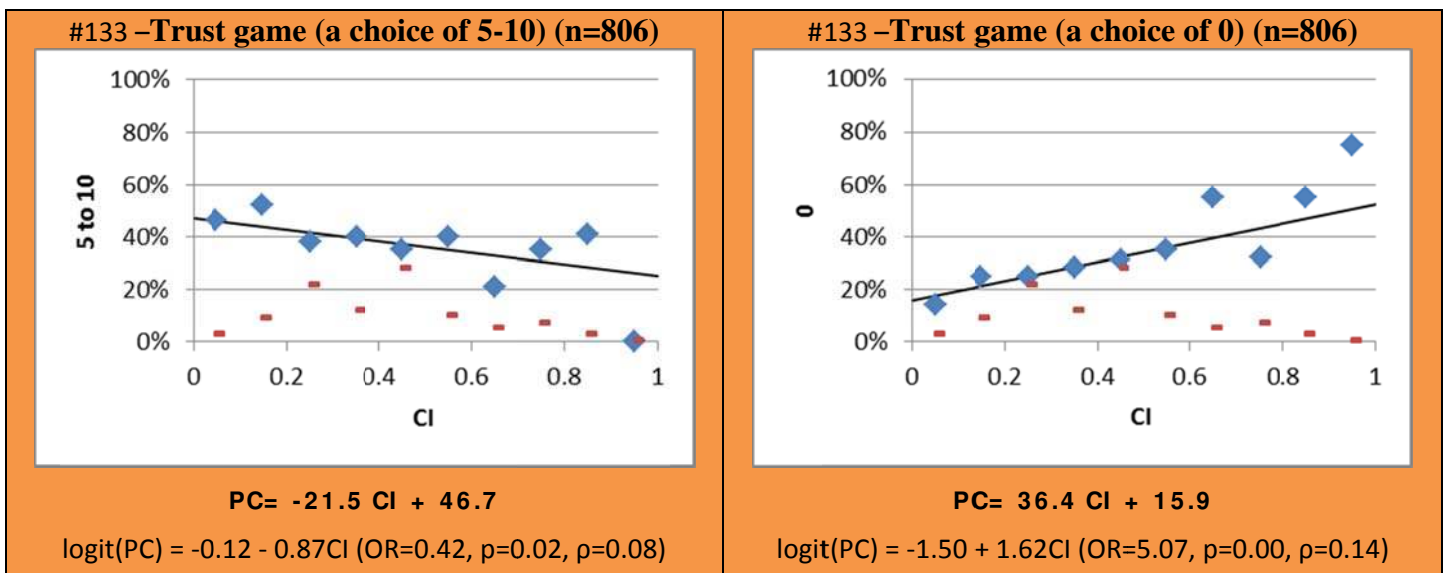 #133 –Trust game (a choice of 5-10) (n=806)
100%
80%
60%
40%
20%
0%
5 to 10
0 0.2 0.4 0.6 0.8 1
CI
PC= -21.5 CI + 46.7
logit(PC) = -0.12 - 0.87CI (OR=0.42, p=0.02, ρ=0.08)
#133 –Trust game (a choice of 0) (n=806)
100%
80%
60%
40%
20%
0%
0
0 0.2 0.4 0.6 0.8 1
CI
PC= 36.4 CI + 15.9
logit(PC) = -1.50 + 1.62CI (OR=5.07, p=0.00, ρ=0.14)